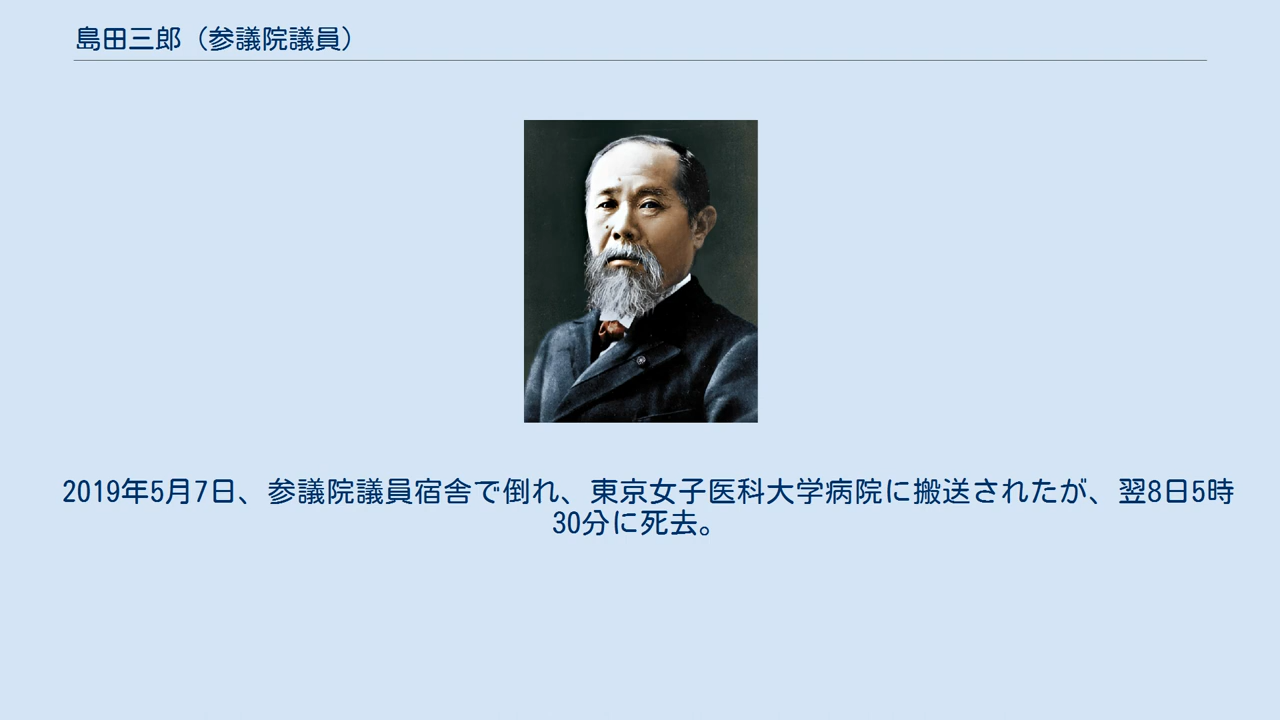 島田三郎（参議院議員）
2019年5月7日、参議院議員宿舎で倒れ、東京女子医科大学病院に搬送されたが、翌8日5時
30分に死去。